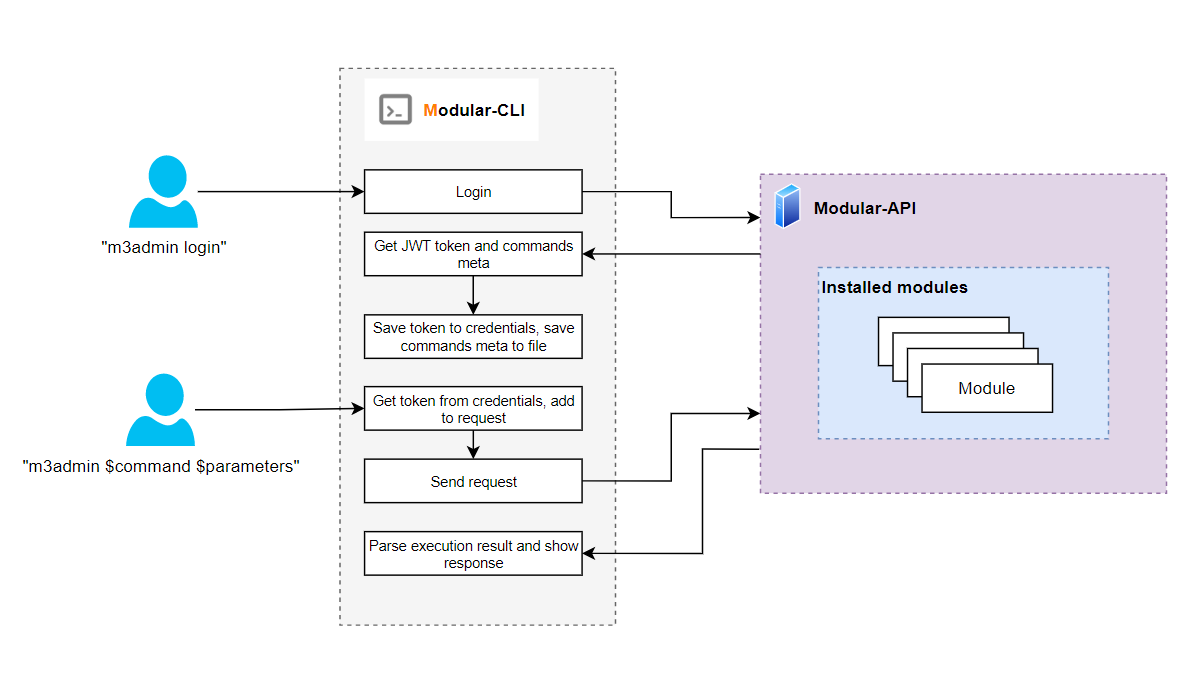 Modular-CLI
Login
"m3admin login"
Get JWT token and commands
meta
Save token to credentials, save
commands meta to file
Get token from credentials, add
to request
"m3admin $command $parameters"
Send request
Parse execution result and show
response
Modular-API
Installed modules
Module